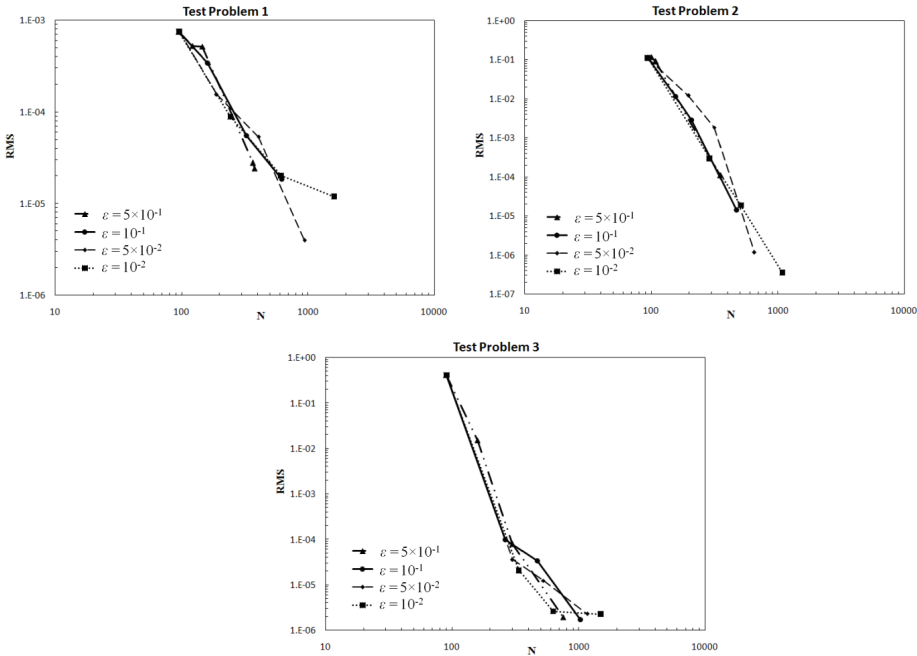 Test Problem 1
1.E-03
1.E-04
1.E-05
1.E-06
RMS
ε = 5×10-1
ε = 10-1
ε = 5×10-2
ε = 10-2
10
100
1000
10000
N
Test Problem 2
1.E+00
1.E-01
1.E-02
1.E-03
1.E-04
1.E-05
1.E-06
1.E-07
RMS
ε = 5×10-1
ε = 10-1
ε = 5×10-2
ε = 10-2
10
100
1000
10000
N
Test Problem 3
1.E+00
1.E-01
1.E-02
1.E-03
1.E-04
1.E-05
1.E-06
RMS
ε = 5×10-1
ε = 10-1
ε = 5×10-2
ε = 10-2
10
100
1000
10000
N